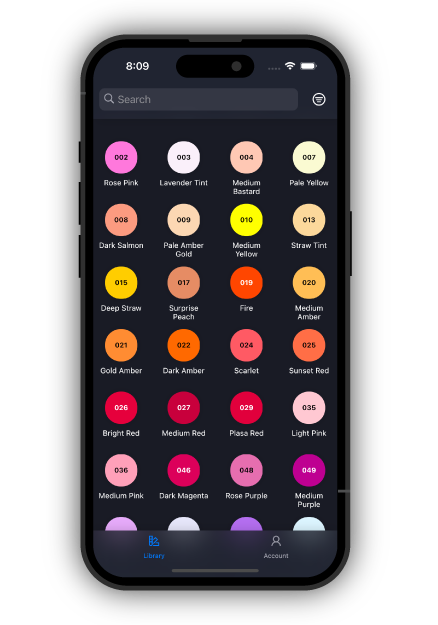 8:09
Search
002 003 004 007
Rose Pink Lavender Tint Medium Pale Yellow
Bastard
008 009 010 013
Dark Salmon Pale Amber Medium Straw Tint
Gold Yellow
015 017 019 020
Deep Straw Surprise Fire Medium
Peach Amber
021 022 024 025
Gold Amber Dark Amber Scarlet Sunset Red
026 027 029 035
Bright Red Medium Red Plasa Red Light Pink
036 046 048 049
Medium Pink Dark Magenta Rose Purple Medium
Purple
Library Account